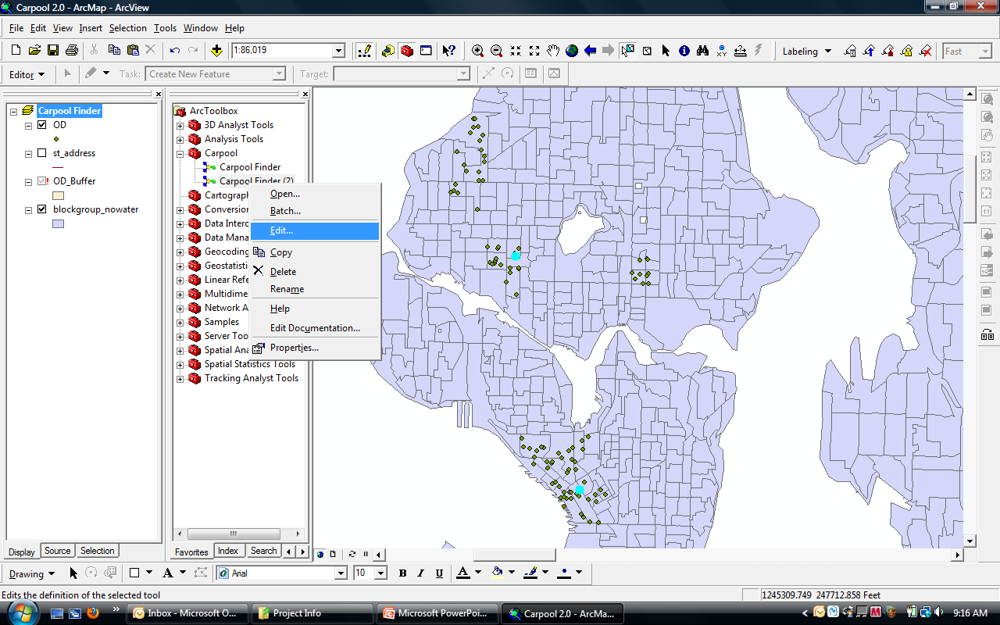 Carpool 2.0 - ArcMap - ArcView
File Edit View Insert Selection Tools Window Help
1:86,019
Labeling
Fast
Editor
Task: Create New Feature
Target:
Carpool Finder
OD
st_address
OD_Buffer
blockgroup_nowater
Display Source Selection
ArcToolbox
3D Analyst Tools
Analysis Tools
Carpool
Carpool Finder
Carpool Finder (2)
Cartograph
Conversion
Data Interc
Data Mana
Geocoding
Geostatistic
Linear Refe
Multidime
Network A
Samples
Server Too
Spatial Ana
Spatial Statistics Tools
Tracking Analyst Tools
Favorites Index Search
Open...
Batch...
Edit...
Copy
Delete
Rename
Help
Edit Documentation...
Properties...
1:1
Drawing
A
Arial
10
B I U A
Edits the definition of the selected tool
1245309.749 247712.858 Feet
Inbox - Microsoft O...
Project Info
Microsoft PowerPoi...
Carpool 2.0 - ArcMa...
9:16 AM